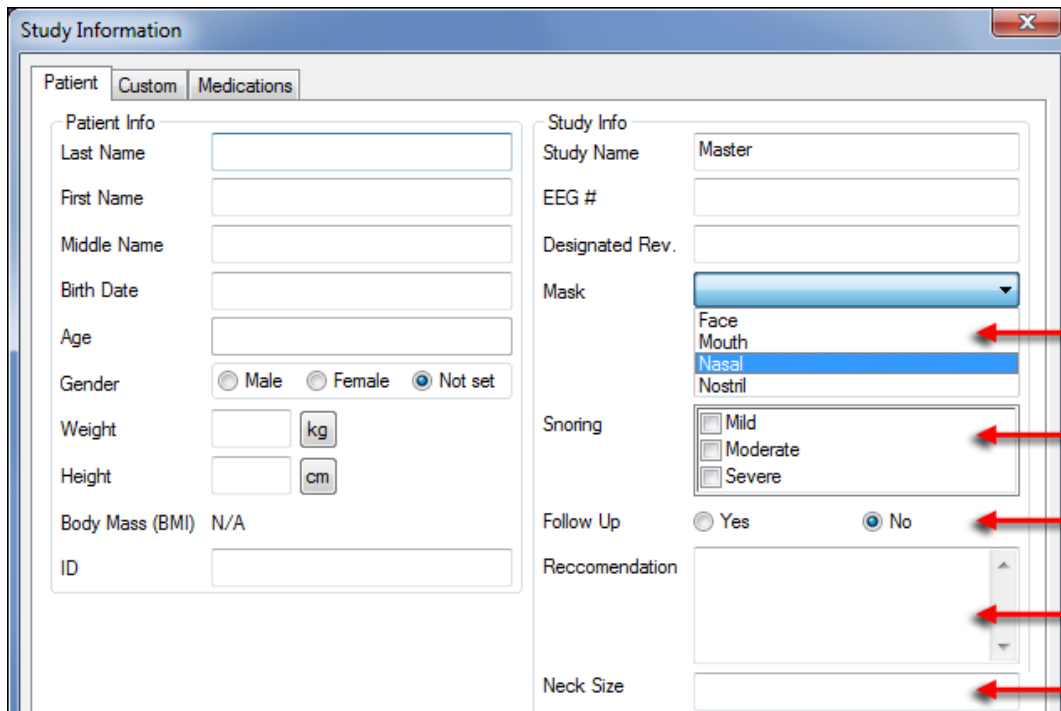 Study Information
x
Patient Custom Medications
Patient Info
Last Name
First Name
Middle Name
Birth Date
Age
Gender Male Female Not set
Weight kg
Height cm
Body Mass (BMI) N/A
ID
Study Info
Study Name Master
EEG #
Designated Rev.
Mask
Face
Mouth
Nasal
Nostril
Snoring Mild
Moderate
Severe
Follow Up Yes No
Reccomendation
Neck Size